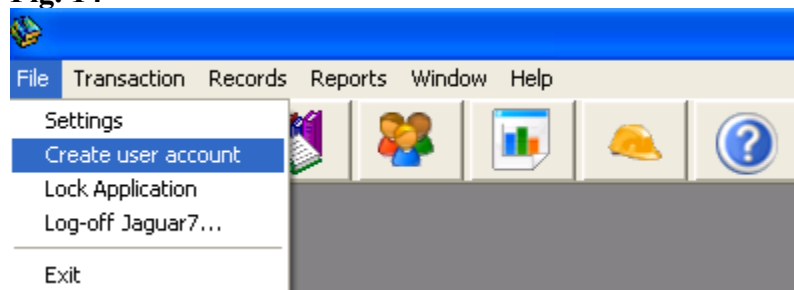 Fig. 14
File Transaction Records Reports Window Help
Settings
Create user account
Lock Application
Log-off Jaguar7...
Exit